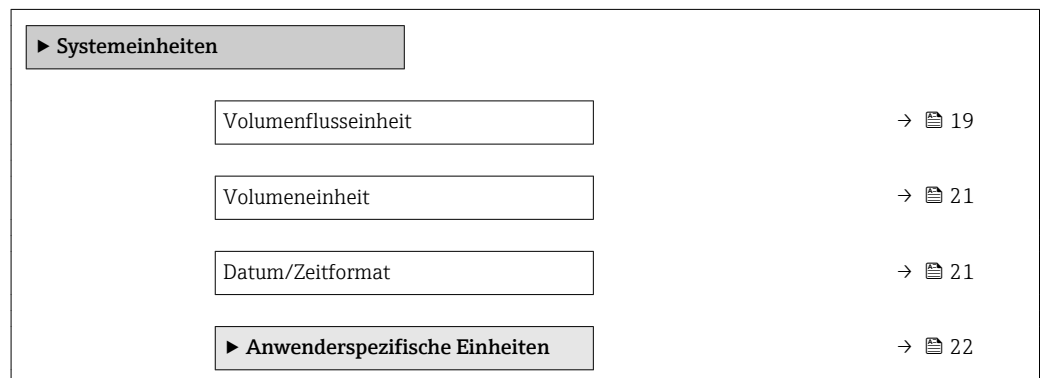 ▶ Systemeinheiten
Volumenflusseinheit → 19
Volumeneinheit → 21
Datum/Zeitformat → 21
▶ Anwenderspezifische Einheiten → 22